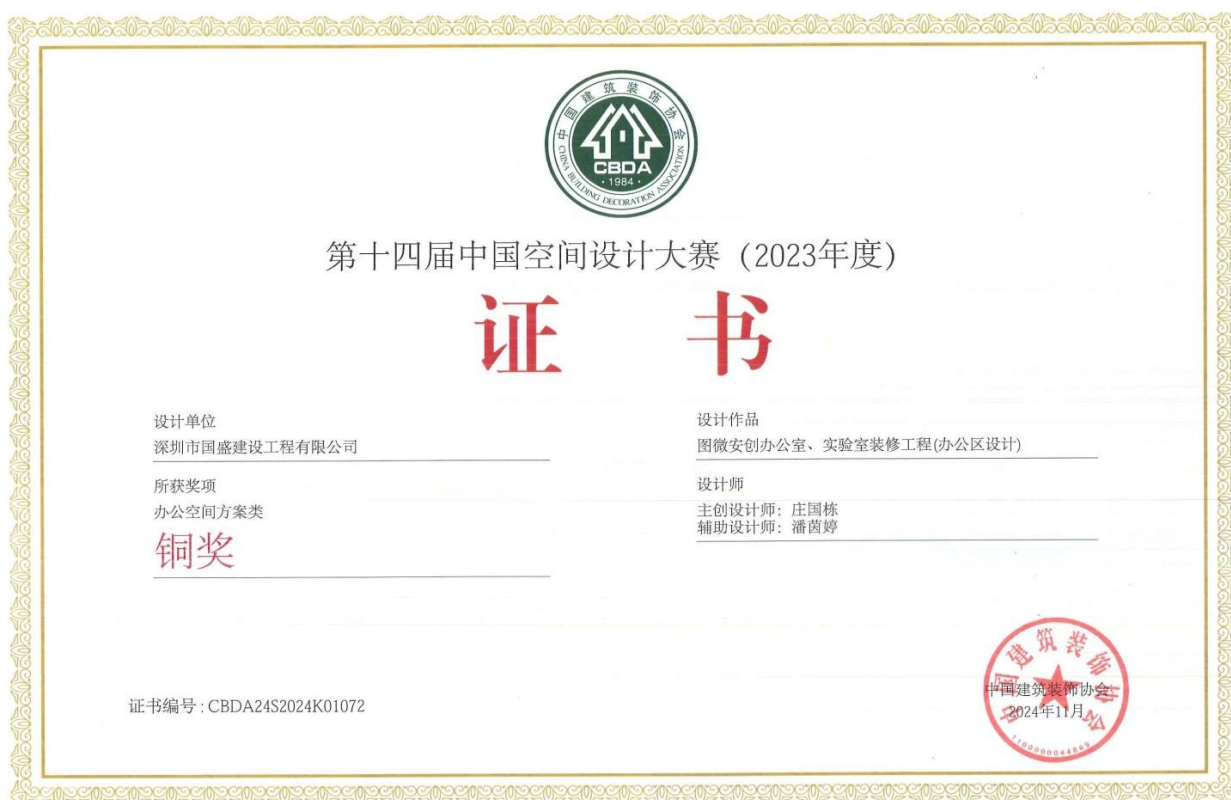 中国建筑装饰协会
CBDA
·1984·
CHINA BUILDING DECORATION ASSOCIATION
第十四届中国空间设计大赛（2023年度）
证 书
设计单位
深圳市国盛建设工程有限公司
所获奖项
办公空间方案类
铜奖
设计作品
图微安创办公室、实验室装修工程(办公区设计)
设计师
主创设计师：庄国栋
辅助设计师：潘茵婷
证书编号：CBDA24S2024K01072
中国建筑装饰协会
中国建筑装饰协会
2024年11月